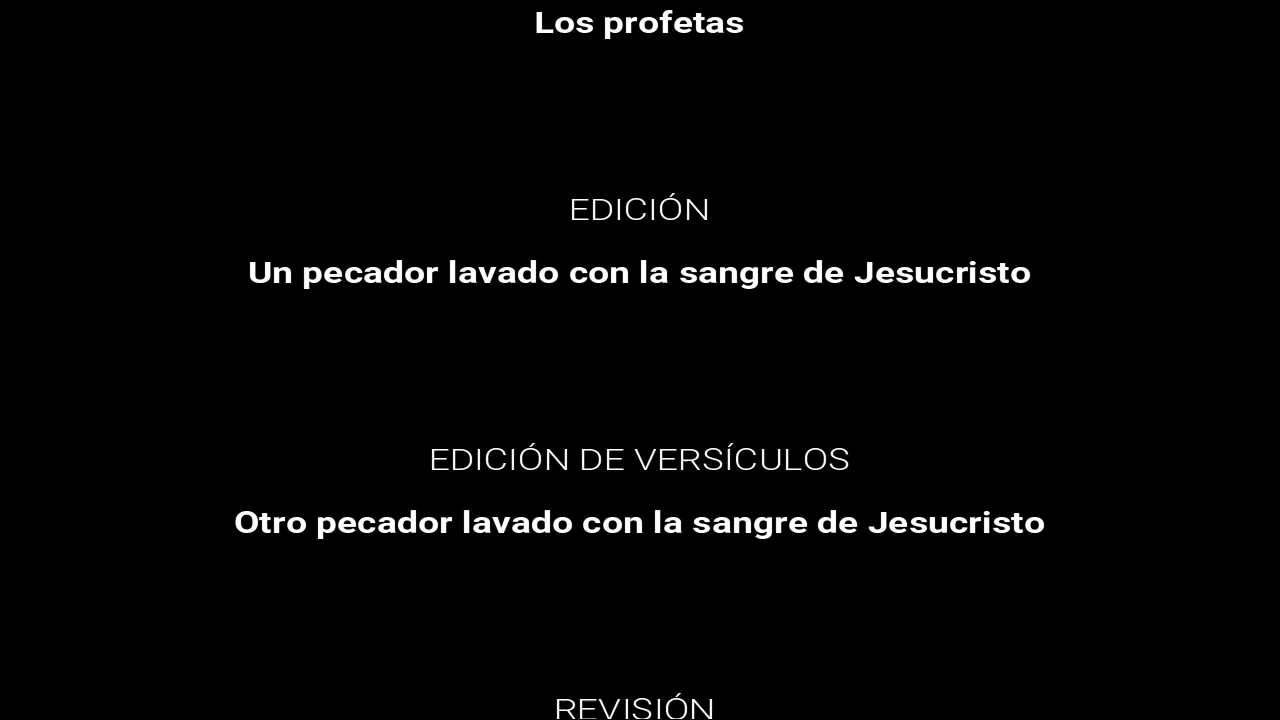 Los profetas
EDICIÓN
Un pecador lavado con la sangre de Jesucristo
EDICIÓN DE VERSÍCULOS
Otro pecador lavado con la sangre de Jesucristo
REVISIÓN